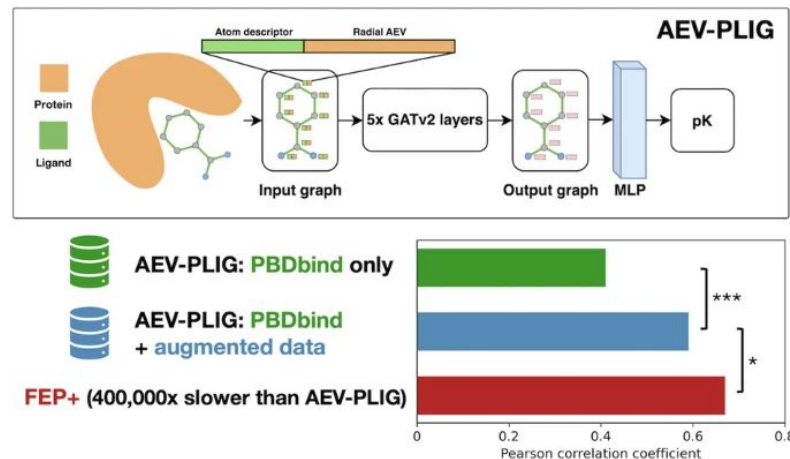 AEV-PLIG
Atom descriptor
Radial AEV
Protein
Ligand
5x GATv2 layers
pK
Input graph
Output graph
MLP
AEV-PLIG: PBDbind only
AEV-PLIG: PBDbind
+ augmented data
FEP+ (400,000x slower than AEV-PLIG)
***
*
0 0.2 0.4 0.6 0.8
Pearson correlation coefficient